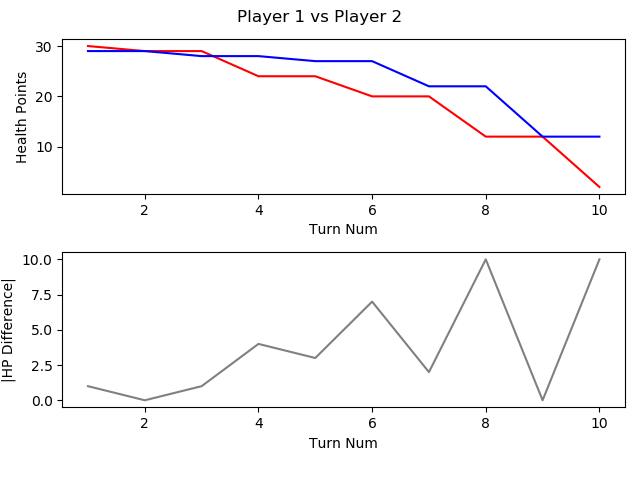 Player 1 vs Player 2
30
20
10
Health Points
2 4 6 8 10
Turn Num
10.0
7.5
5.0
2.5
0.0
|HP Difference|
2 4 6 8 10
Turn Num